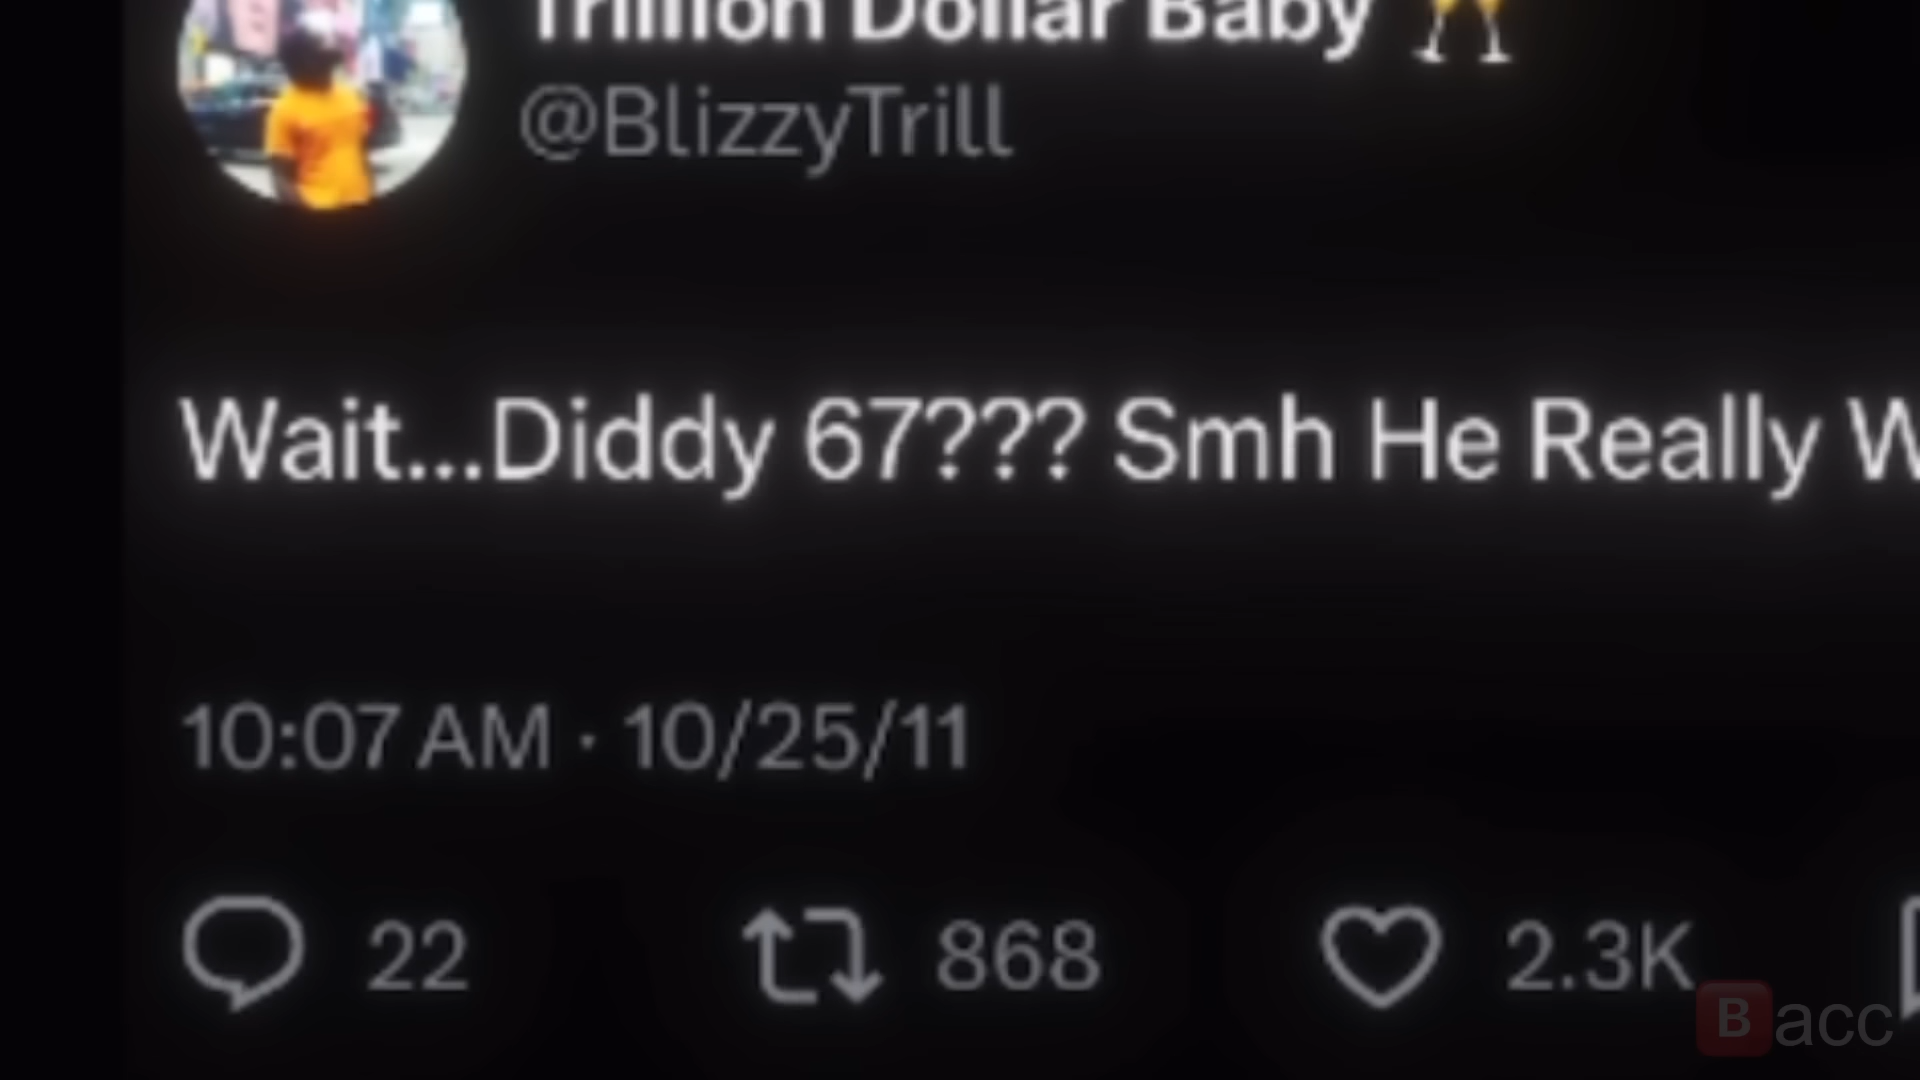 Trillion Dollar Baby 🥂
@BlizzyTrill
Wait...Diddy 67??? Smh He Really
10:07 AM · 10/25/11
22 868 2.3K
Bacc